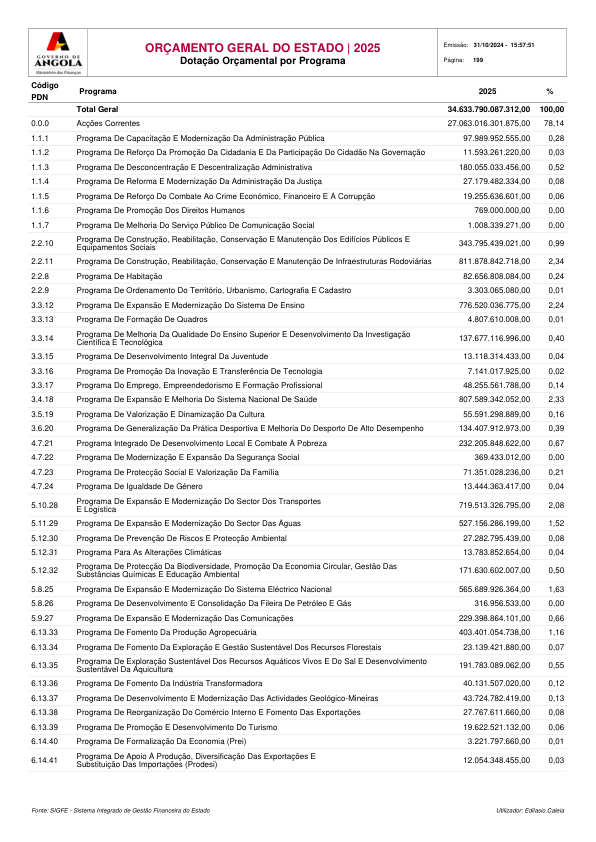 GOVERNO DE
ANGOLA
Ministério das Finanças
ORÇAMENTO GERAL DO ESTADO | 2025
Dotação Orçamental por Programa
Emissão: 31/10/2024 - 15:57:51
Página: 199
Código PDN Programa 2025 %
Total Geral 34.633.790.087.312,00 100,00
0.0.0 Acções Correntes 27.063.016.301.875,00 78,14
1.1.1 Programa De Capacitação E Modernização Da Administração Pública 97.989.952.555,00 0,28
1.1.2 Programa De Reforço Da Promoção Da Cidadania E Da Participação Do Cidadão Na Governação 11.593.261.220,00 0,03
1.1.3 Programa De Desconcentração E Descentralização Administrativa 180.055.033.456,00 0,52
1.1.4 Programa De Reforma E Modernização Da Administração Da Justiça 27.179.482.334,00 0,08
1.1.5 Programa De Reforço Do Combate Ao Crime Económico, Financeiro E À Corrupção 19.255.636.601,00 0,06
1.1.6 Programa De Promoção Dos Direitos Humanos 769.000.000,00 0,00
1.1.7 Programa De Melhoria Do Serviço Público De Comunicação Social 1.008.339.271,00 0,00
2.2.10 Programa De Construção, Reabilitação, Conservação E Manutenção Dos Edifícios Públicos E
Equipamentos Sociais 343.795.439.021,00 0,99
2.2.11 Programa De Construção, Reabilitação, Conservação E Manutenção De Infraestruturas Rodoviárias 811.878.842.718,00 2,34
2.2.8 Programa De Habitação 82.656.808.084,00 0,24
2.2.9 Programa De Ordenamento Do Território, Urbanismo, Cartografia E Cadastro 3.303.065.080,00 0,01
3.3.12 Programa De Expansão E Modernização Do Sistema De Ensino 776.520.036.775,00 2,24
3.3.13 Programa De Formação De Quadros 4.807.610.008,00 0,01
3.3.14 Programa De Melhoria Da Qualidade Do Ensino Superior E Desenvolvimento Da Investigação
Científica E Tecnológica 137.677.116.996,00 0,40
3.3.15 Programa De Desenvolvimento Integral Da Juventude 13.118.314.433,00 0,04
3.3.16 Programa De Promoção Da Inovação E Transferência De Tecnologia 7.141.017.925,00 0,02
3.3.17 Programa Do Emprego, Empreendedorismo E Formação Profissional 48.255.561.788,00 0,14
3.4.18 Programa De Expansão E Melhoria Do Sistema Nacional De Saúde 807.589.342.052,00 2,33
3.5.19 Programa De Valorização E Dinamização Da Cultura 55.591.298.889,00 0,16
3.6.20 Programa De Generalização Da Prática Desportiva E Melhoria Do Desporto De Alto Desempenho 134.407.912.973,00 0,39
4.7.21 Programa Integrado De Desenvolvimento Local E Combate À Pobreza 232.205.848.622,00 0,67
4.7.22 Programa De Modernização E Expansão Da Segurança Social 369.433.012,00 0,00
4.7.23 Programa De Protecção Social E Valorização Da Família 71.351.028.236,00 0,21
4.7.24 Programa De Igualdade De Género 13.444.363.417,00 0,04
5.10.28 Programa De Expansão E Modernização Do Sector Dos Transportes
E Logística 719.513.326.795,00 2,08
5.11.29 Programa De Expansão E Modernização Do Sector Das Águas 527.156.286.199,00 1,52
5.12.30 Programa De Prevenção De Riscos E Protecção Ambiental 27.282.795.439,00 0,08
5.12.31 Programa Para As Alterações Climáticas 13.783.852.654,00 0,04
5.12.32 Programa De Protecção Da Biodiversidade, Promoção Da Economia Circular, Gestão Das
Substâncias Químicas E Educação Ambiental 171.630.602.007,00 0,50
5.8.25 Programa De Expansão E Modernização Do Sistema Eléctrico Nacional 565.689.926.364,00 1,63
5.8.26 Programa De Desenvolvimento E Consolidação Da Fileira De Petróleo E Gás 316.956.533,00 0,00
5.9.27 Programa De Expansão E Modernização Das Comunicações 229.398.864.101,00 0,66
6.13.33 Programa De Fomento Da Produção Agropecuária 403.401.054.738,00 1,16
6.13.34 Programa De Fomento Da Exploração E Gestão Sustentável Dos Recursos Florestais 23.139.421.880,00 0,07
6.13.35 Programa De Exploração Sustentável Dos Recursos Aquáticos Vivos E Do Sal E Desenvolvimento
Sustentável Da Aquicultura 191.783.089.062,00 0,55
6.13.36 Programa De Fomento Da Indústria Transformadora 40.131.507.020,00 0,12
6.13.37 Programa De Desenvolvimento E Modernização Das Actividades Geológico-Mineiras 43.724.782.419,00 0,13
6.13.38 Programa De Reorganização Do Comércio Interno E Fomento Das Exportações 27.767.611.660,00 0,08
6.13.39 Programa De Promoção E Desenvolvimento Do Turismo 19.622.521.132,00 0,06
6.14.40 Programa De Formalização Da Economia (Prei) 3.221.797.660,00 0,01
6.14.41 Programa De Apoio À Produção, Diversificação Das Exportações E
Substituição Das Importações (Prodesi) 12.054.348.455,00 0,03
Fonte: SIGFE - Sistema Integrado de Gestão Financeira do Estado
Utilizador: Edilasio.Caleia